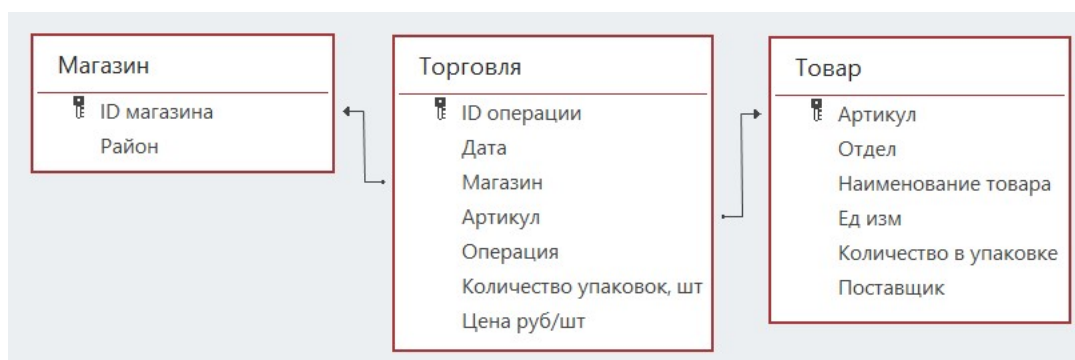 Магазин
ID магазина
Район
Торговля
ID операции
Дата
Магазин
Артикул
Операция
Количество упаковок, шт
Цена руб/шт
Товар
Артикул
Отдел
Наименование товара
Ед изм
Количество в упаковке
Поставщик